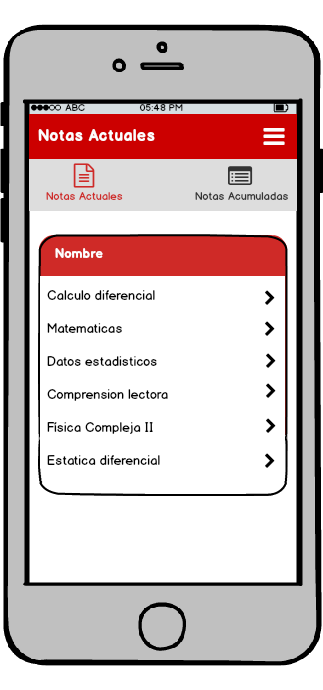 ABC 05:48 PM
Notas Actuales
Notas Actuales Notas Acumuladas
Nombre
Calculo diferencial
Matematicas
Datos estadisticos
Comprension lectora
Física Compleja II
Estatica diferencial